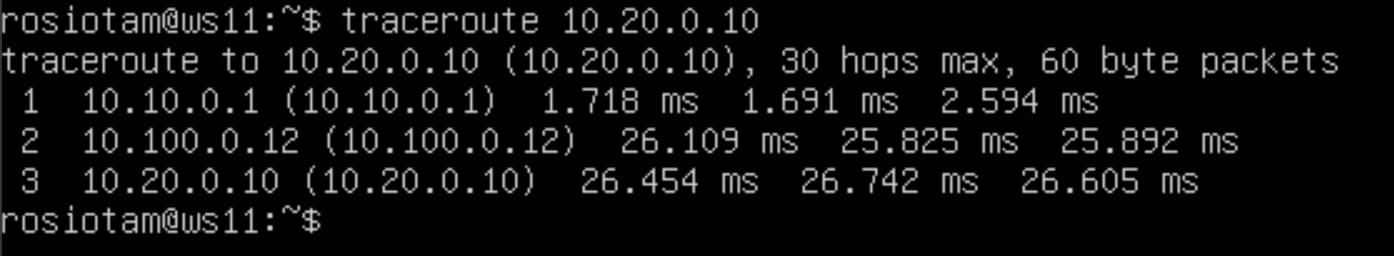 rosiotam@ws11:~$ traceroute 10.20.0.10
traceroute to 10.20.0.10 (10.20.0.10), 30 hops max, 60 byte packets
 1  10.10.0.1 (10.10.0.1)  1.718 ms  1.691 ms  2.594 ms
 2  10.100.0.12 (10.100.0.12)  26.109 ms  25.825 ms  25.892 ms
 3  10.20.0.10 (10.20.0.10)  26.454 ms  26.742 ms  26.605 ms
rosiotam@ws11:~$